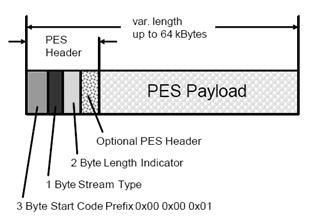 var. length
up to 64 kBytes
PES
Header
PES Payload
Optional PES Header
2 Byte Length Indicator
1 Byte Stream Type
3 Byte Start Code Prefix 0x00 0x00 0x01